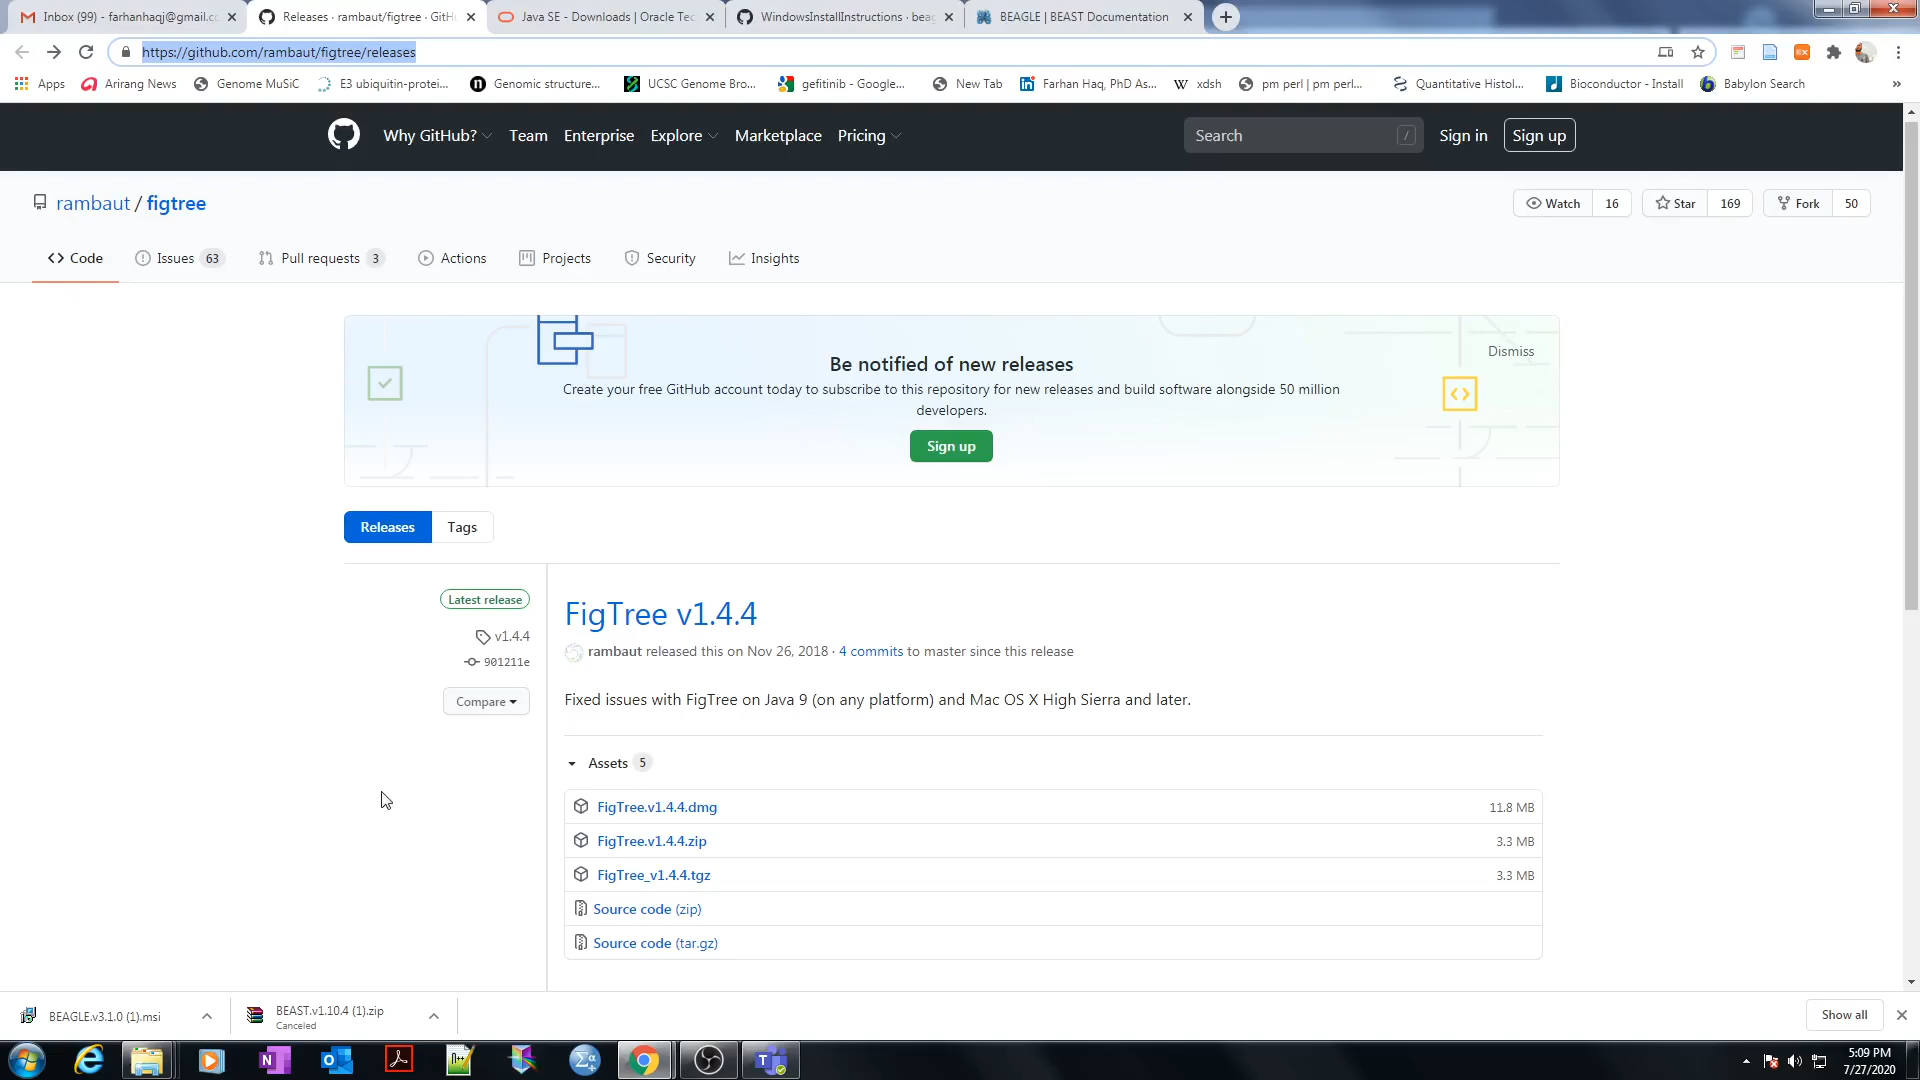 Inbox (99) - farhanhaqj@gmail.cc
Releases · rambaut/figtree · GitH
Java SE - Downloads | Oracle Tec
WindowsInstallInstructions · beag
BEAGLE | BEAST Documentation
https://github.com/rambaut/figtree/releases
Apps
Arirang News
Genome MuSiC
E3 ubiquitin-protei...
Genomic structure...
UCSC Genome Bro...
gefitinib - Google...
New Tab
Farhan Haq, PhD As...
xdsh
pm perl | pm perl...
Quantitative Histol...
Bioconductor - Install
Babylon Search
»
Why GitHub?
Team
Enterprise
Explore
Marketplace
Pricing
Search /
Sign in
Sign up
rambaut / figtree
Watch 16
Star 169
Fork 50
Code
Issues 63
Pull requests 3
Actions
Projects
Security
Insights
Be notified of new releases
Dismiss
Create your free GitHub account today to subscribe to this repository for new releases and build software alongside 50 million
developers.
Sign up
Releases
Tags
Latest release
v1.4.4
901211e
Compare
FigTree v1.4.4
rambaut released this on Nov 26, 2018 · 4 commits to master since this release
Fixed issues with FigTree on Java 9 (on any platform) and Mac OS X High Sierra and later.
Assets 5
FigTree.v1.4.4.dmg 11.8 MB
FigTree.v1.4.4.zip 3.3 MB
FigTree_v1.4.4.tgz 3.3 MB
Source code (zip)
Source code (tar.gz)
BEAGLE.v3.1.0 (1).msi
BEAST.v1.10.4 (1).zip
Canceled
Show all
5:09 PM
7/27/2020